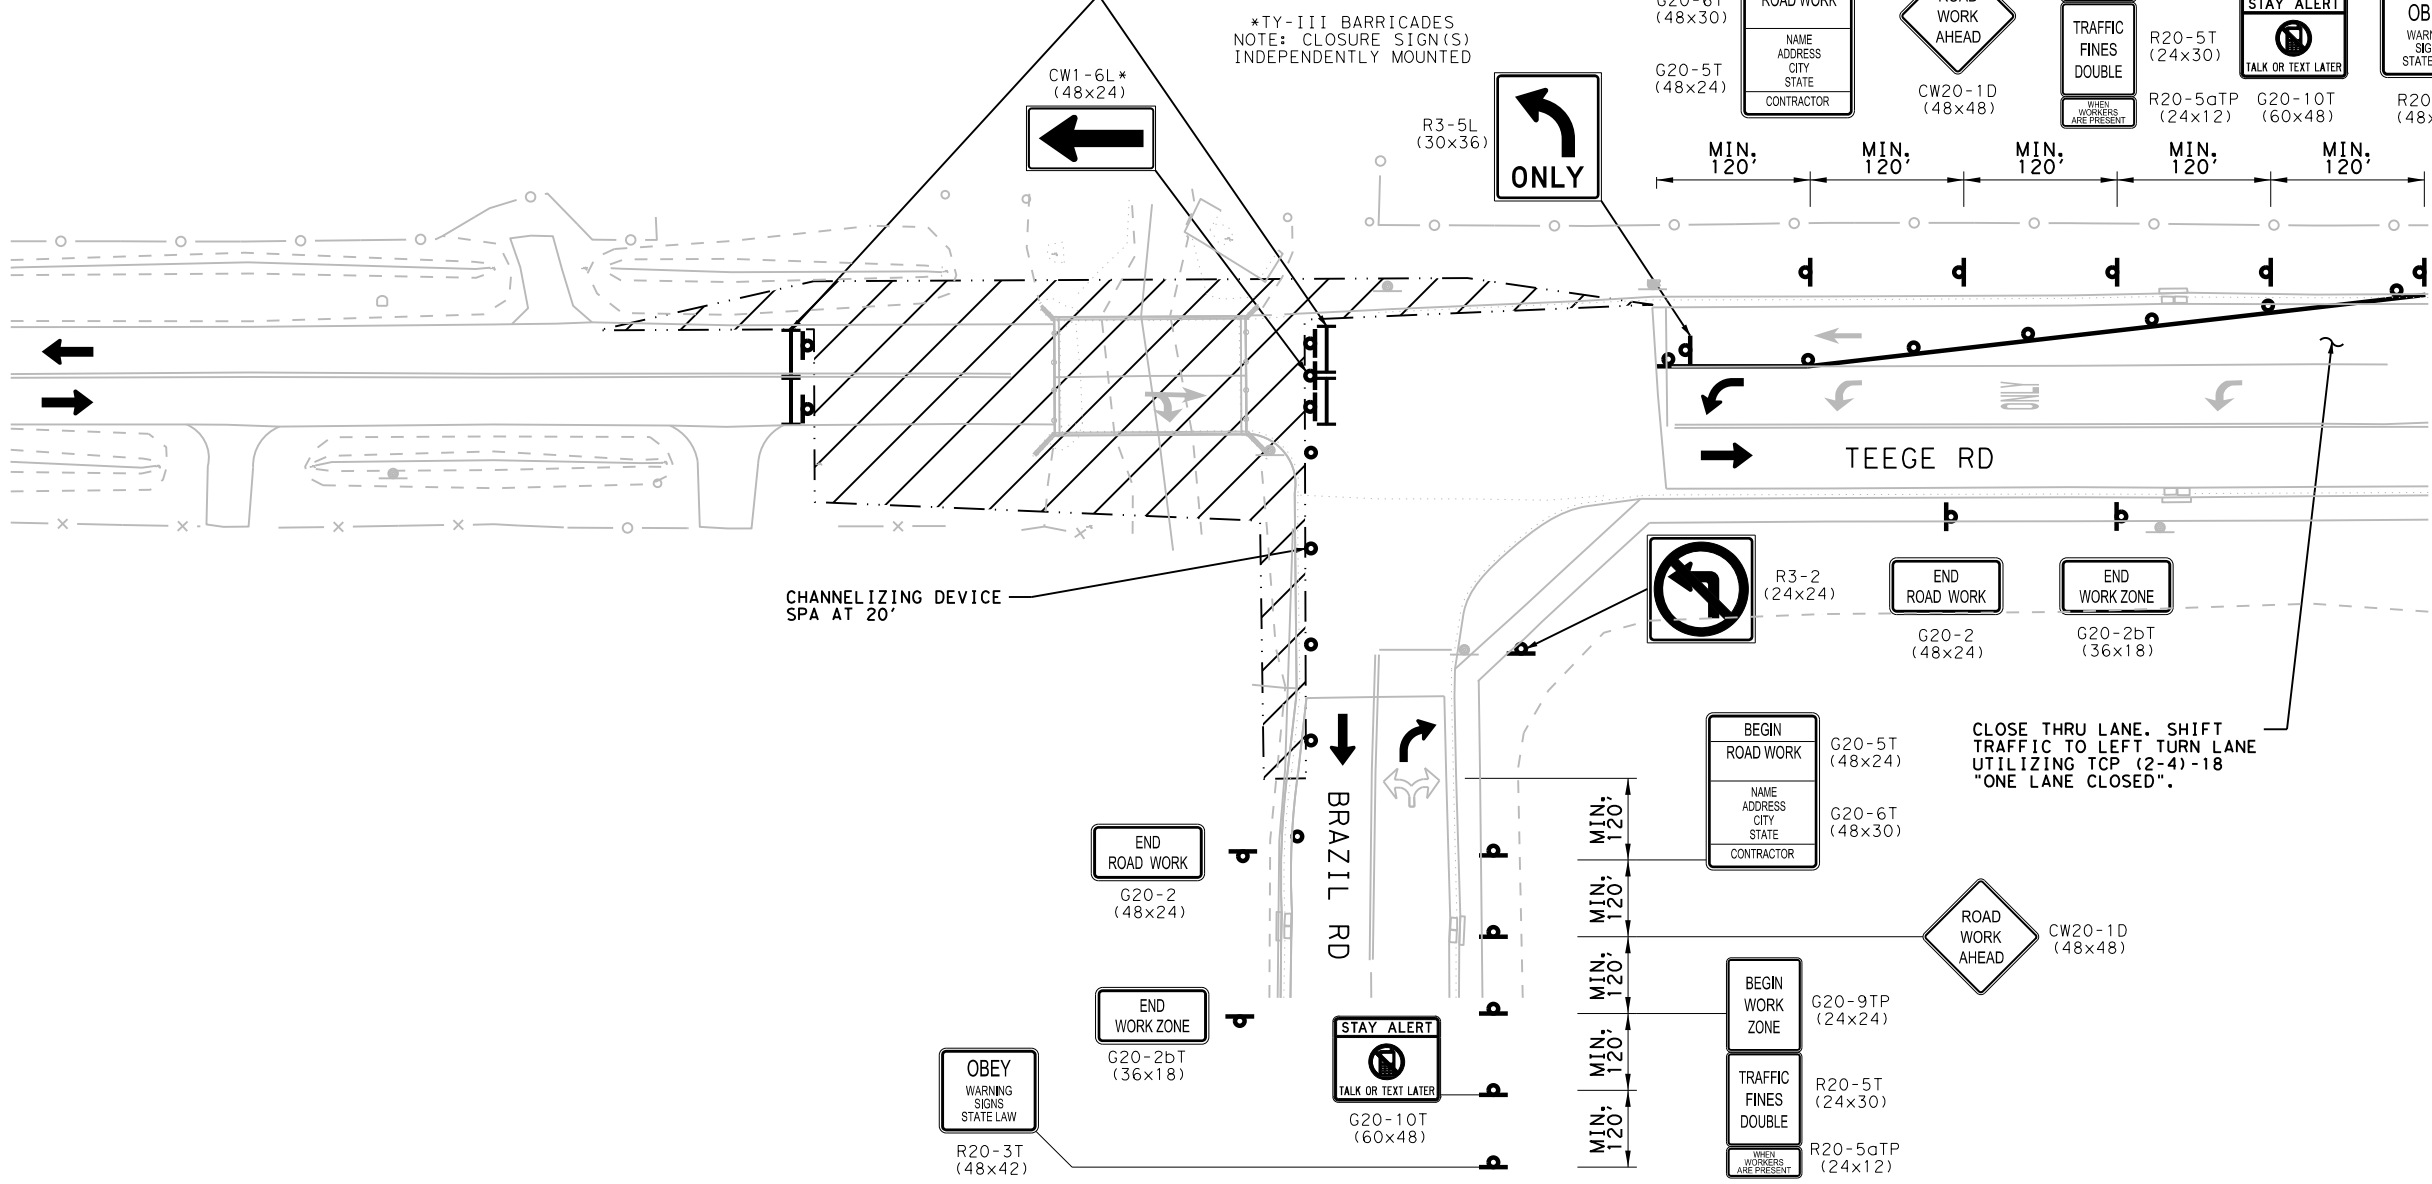 *TY-III BARRICADES
NOTE: CLOSURE SIGN(S)
INDEPENDENTLY MOUNTED
CW1-6L*
(48x24)
R3-5L
(30x36)
ONLY
(48x30)
G20-5T
(48x24)
ROAD WORK
NAME
ADDRESS
CITY
STATE
CONTRACTOR
WORK
AHEAD
CW20-1D
(48x48)
TRAFFIC
FINES
DOUBLE
WHEN
WORKERS
ARE PRESENT
R20-5T
(24x30)
R20-5aTP
(24x12)
STAY ALERT
TALK OR TEXT LATER
G20-10T
(60x48)
MIN.
120'
MIN.
120'
MIN.
120'
MIN.
120'
MIN.
120'
ONLY
TEEGE RD
CHANNELIZING DEVICE
SPA AT 20'
R3-2
(24x24)
END
ROAD WORK
G20-2
(48x24)
END
WORK ZONE
G20-2bT
(36x18)
CLOSE THRU LANE. SHIFT
TRAFFIC TO LEFT TURN LANE
UTILIZING TCP (2-4)-18
"ONE LANE CLOSED".
BEGIN
ROAD WORK
NAME
ADDRESS
CITY
STATE
CONTRACTOR
G20-5T
(48x24)
G20-6T
(48x30)
BRAZIL RD
MIN.
120'
MIN.
120'
MIN.
120'
MIN.
120'
MIN.
120'
END
ROAD WORK
G20-2
(48x24)
ROAD
WORK
AHEAD
CW20-1D
(48x48)
END
WORK ZONE
G20-2bT
(36x18)
BEGIN
WORK
ZONE
G20-9TP
(24x24)
TRAFFIC
FINES
DOUBLE
R20-5T
(24x30)
WHEN
WORKERS
ARE PRESENT
R20-5aTP
(24x12)
STAY ALERT
TALK OR TEXT LATER
G20-10T
(60x48)
OBEY
WARNING
SIGNS
STATE LAW
R20-3T
(48x42)